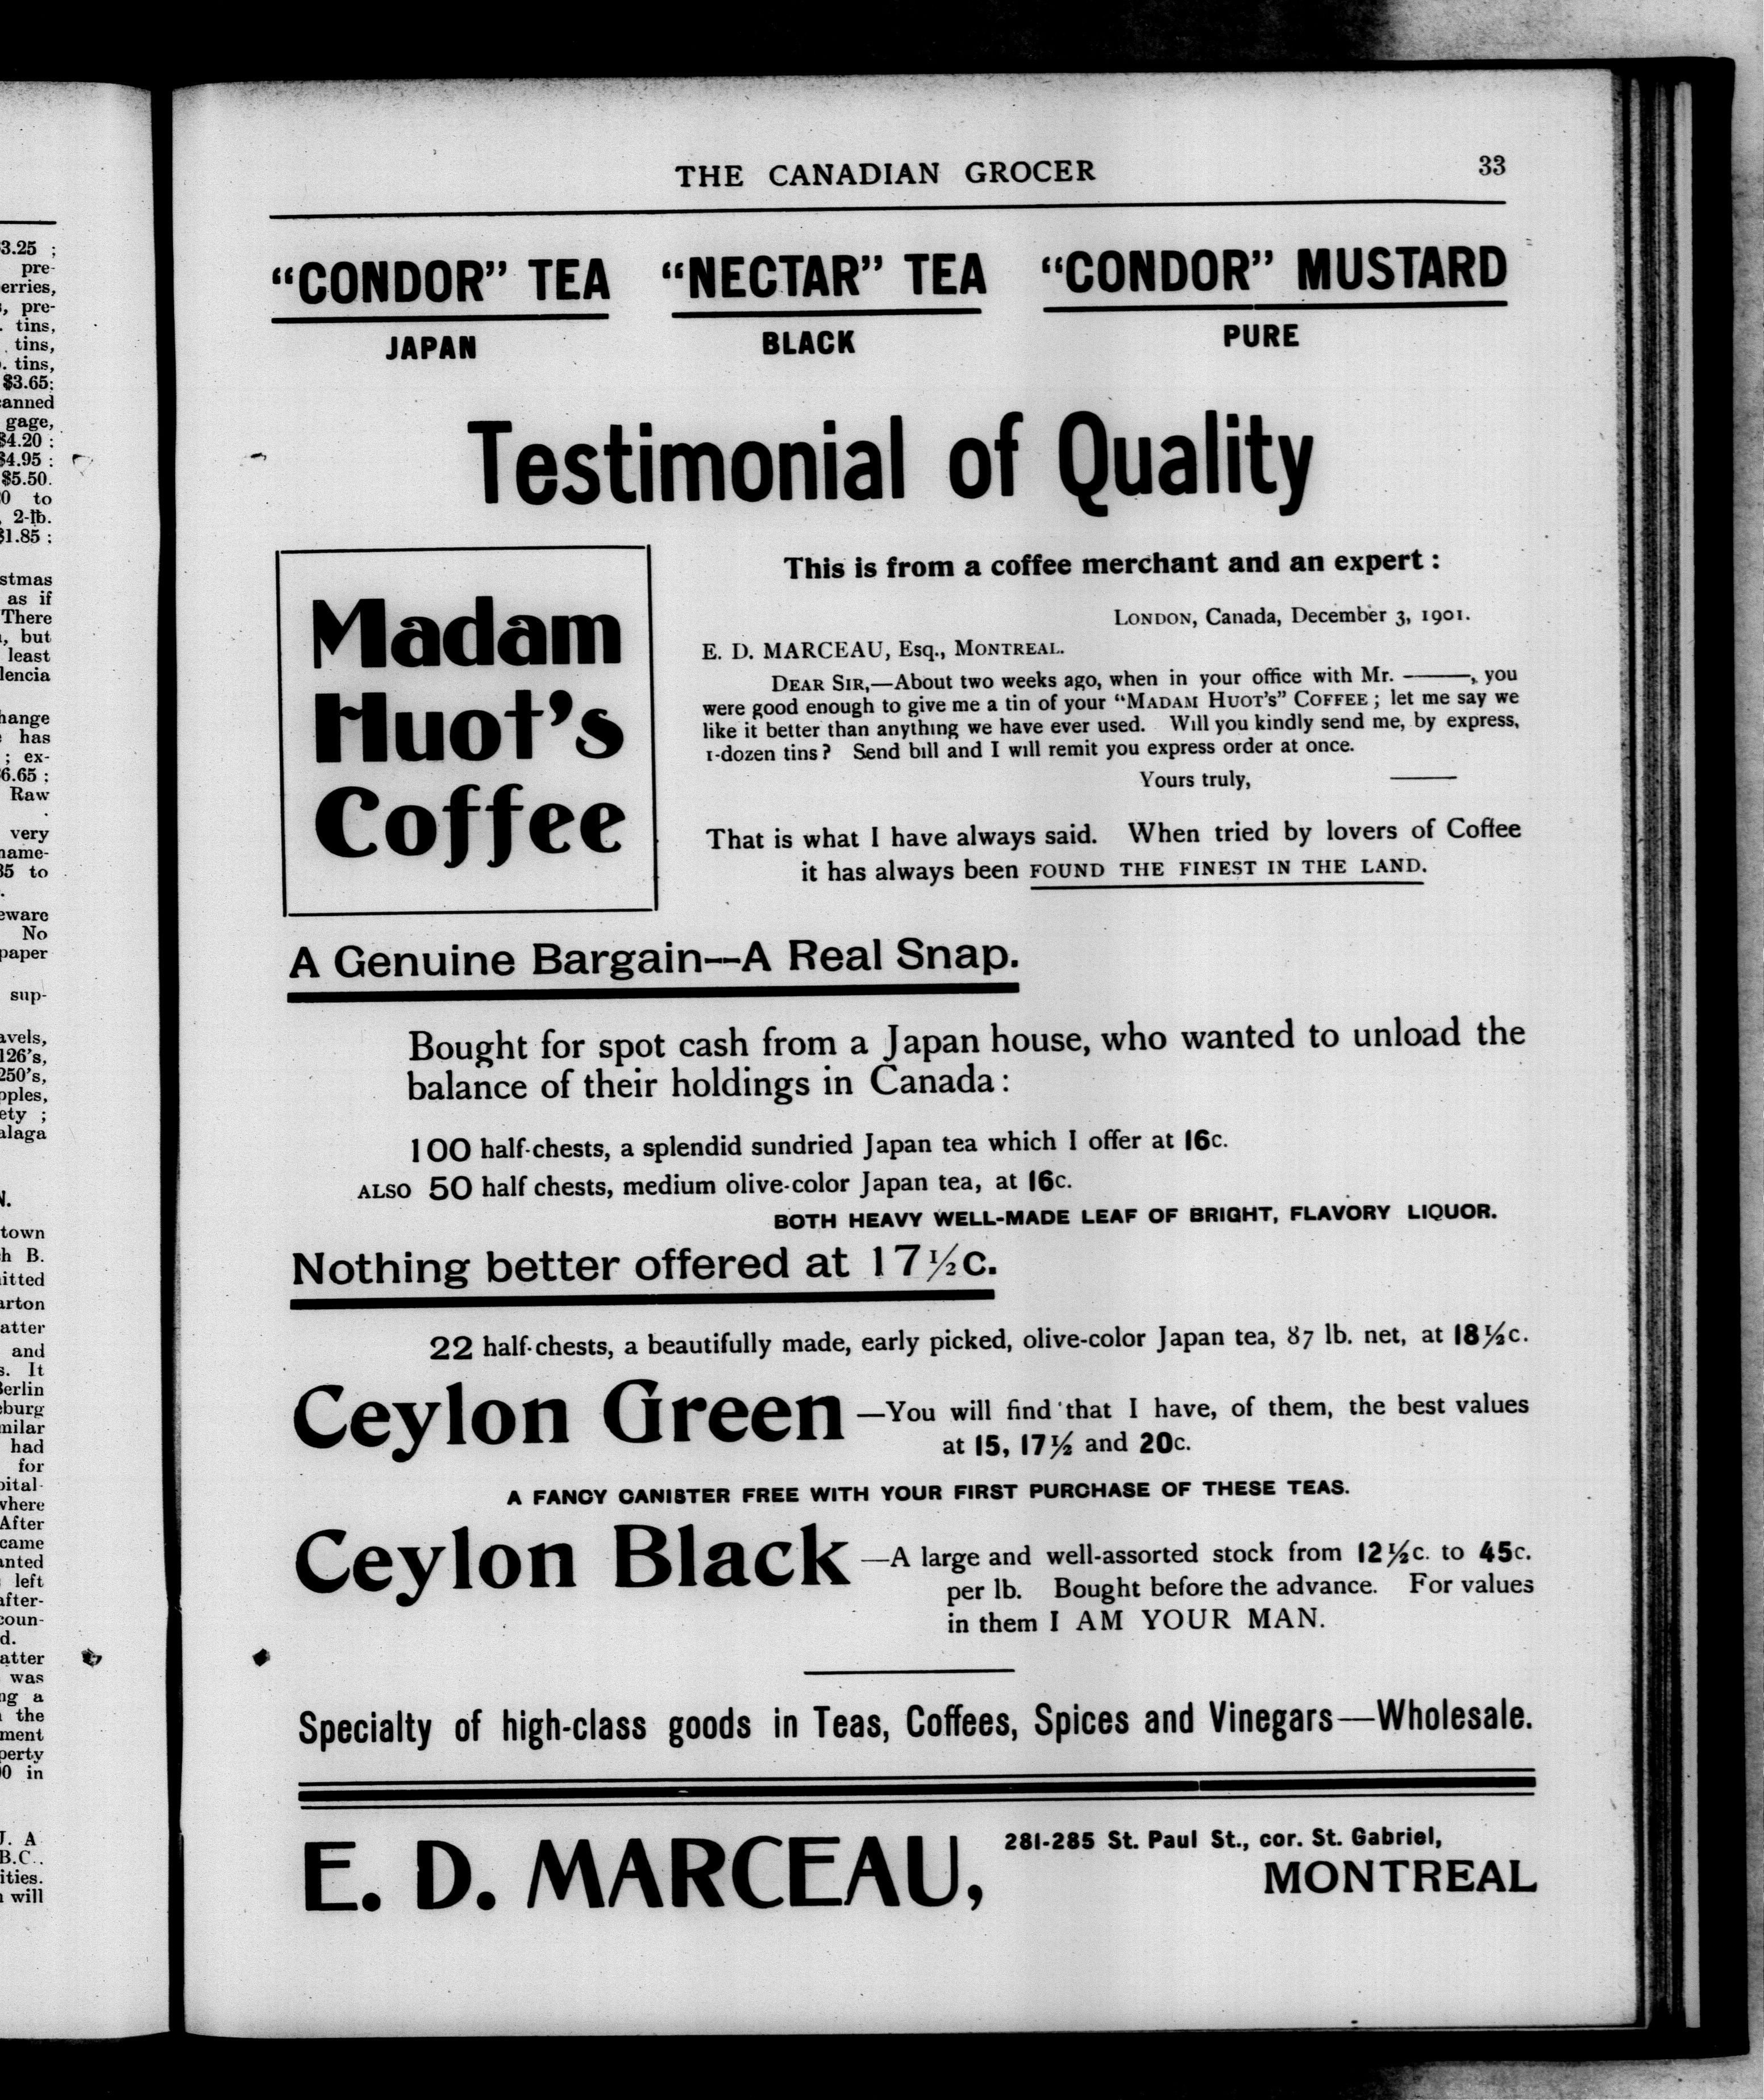 THE CANADIAN GROCER
33
"CONDOR" TEA
JAPAN
"NECTAR" TEA
BLACK
"CONDOR" MUSTARD
PURE
Testimonial of Quality
Madam
Huot's
Coffee
This is from a coffee merchant and an expert :
LONDON, Canada, December 3, 1901.
E. D. MARCEAU, Esq., MONTREAL.
DEAR SIR,—About two weeks ago, when in your office with Mr. ———, you
were good enough to give me a tin of your "MADAM HUOT'S" COFFEE ; let me say we
like it better than anything we have ever used. Will you kindly send me, by express,
1-dozen tins ? Send bill and I will remit you express order at once.
Yours truly, ———
That is what I have always said. When tried by lovers of Coffee
it has always been FOUND THE FINEST IN THE LAND.
A Genuine Bargain—A Real Snap.
Bought for spot cash from a Japan house, who wanted to unload the
balance of their holdings in Canada :
100 half-chests, a splendid sundried Japan tea which I offer at 16c.
ALSO 50 half chests, medium olive-color Japan tea, at 16c.
BOTH HEAVY WELL-MADE LEAF OF BRIGHT, FLAVORY LIQUOR.
Nothing better offered at 17½c.
22 half-chests, a beautifully made, early picked, olive-color Japan tea, 87 lb. net, at 18½c.
Ceylon Green —You will find that I have, of them, the best values
at 15, 17½ and 20c.
A FANCY CANISTER FREE WITH YOUR FIRST PURCHASE OF THESE TEAS.
Ceylon Black —A large and well-assorted stock from 12½c. to 45c.
per lb. Bought before the advance. For values
in them I AM YOUR MAN.
Specialty of high-class goods in Teas, Coffees, Spices and Vinegars—Wholesale.
E. D. MARCEAU,
281-285 St. Paul St., cor. St. Gabriel,
MONTREAL